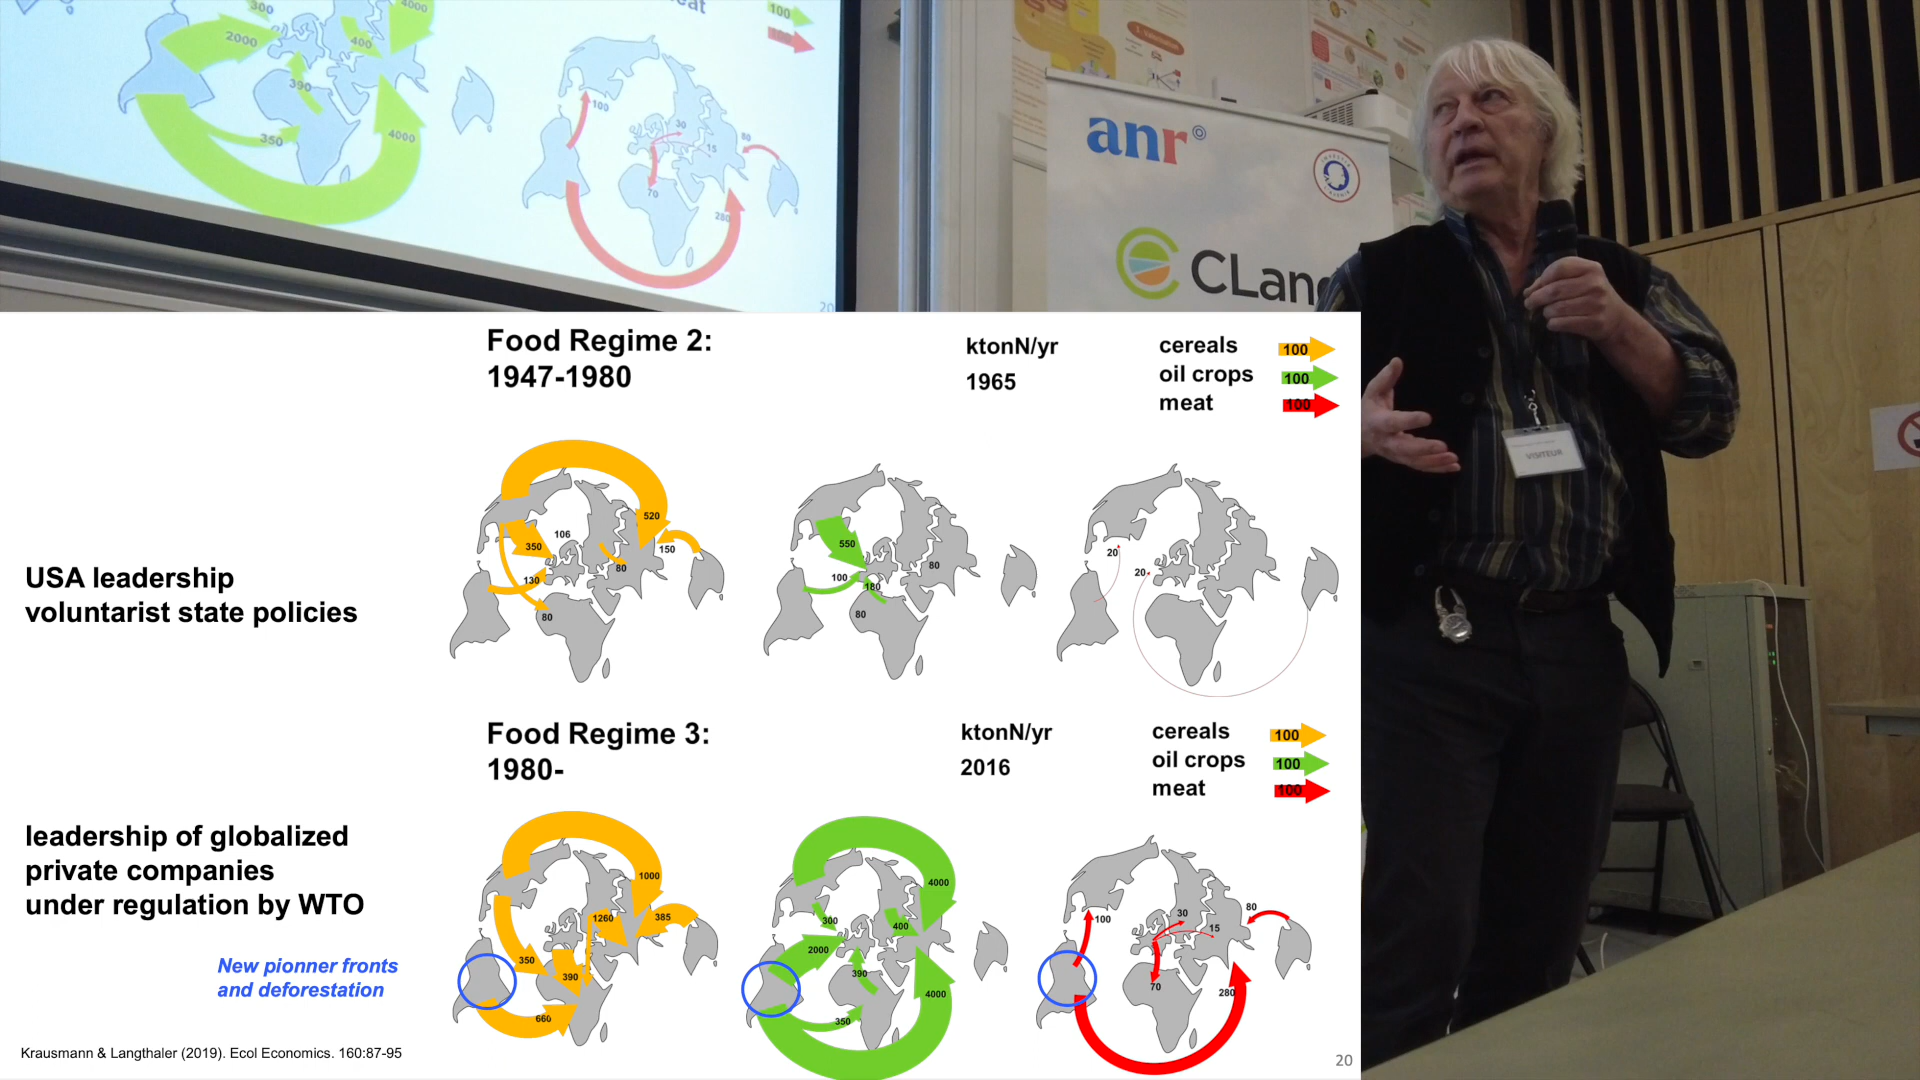 300
2000
400
4000
390
350
4000
eat
100
100
30
15
80
70
280
20
anr
CLan
VISITEUR
1. Valorisation
Food Regime 2:
1947-1980
ktonN/yr
1965
cereals 100
oil crops 100
meat 100
USA leadership
voluntarist state policies
520
106
350
150
80
130
80
550
100
180
80
80
20
20
Food Regime 3:
1980-
ktonN/yr
2016
cereals 100
oil crops 100
meat 100
leadership of globalized
private companies
under regulation by WTO
New pionner fronts
and deforestation
1000
1260
385
350
390
660
4000
300
400
2000
390
4000
350
100
30
80
15
70
280
Krausmann & Langthaler (2019). Ecol Economics. 160:87-95
20